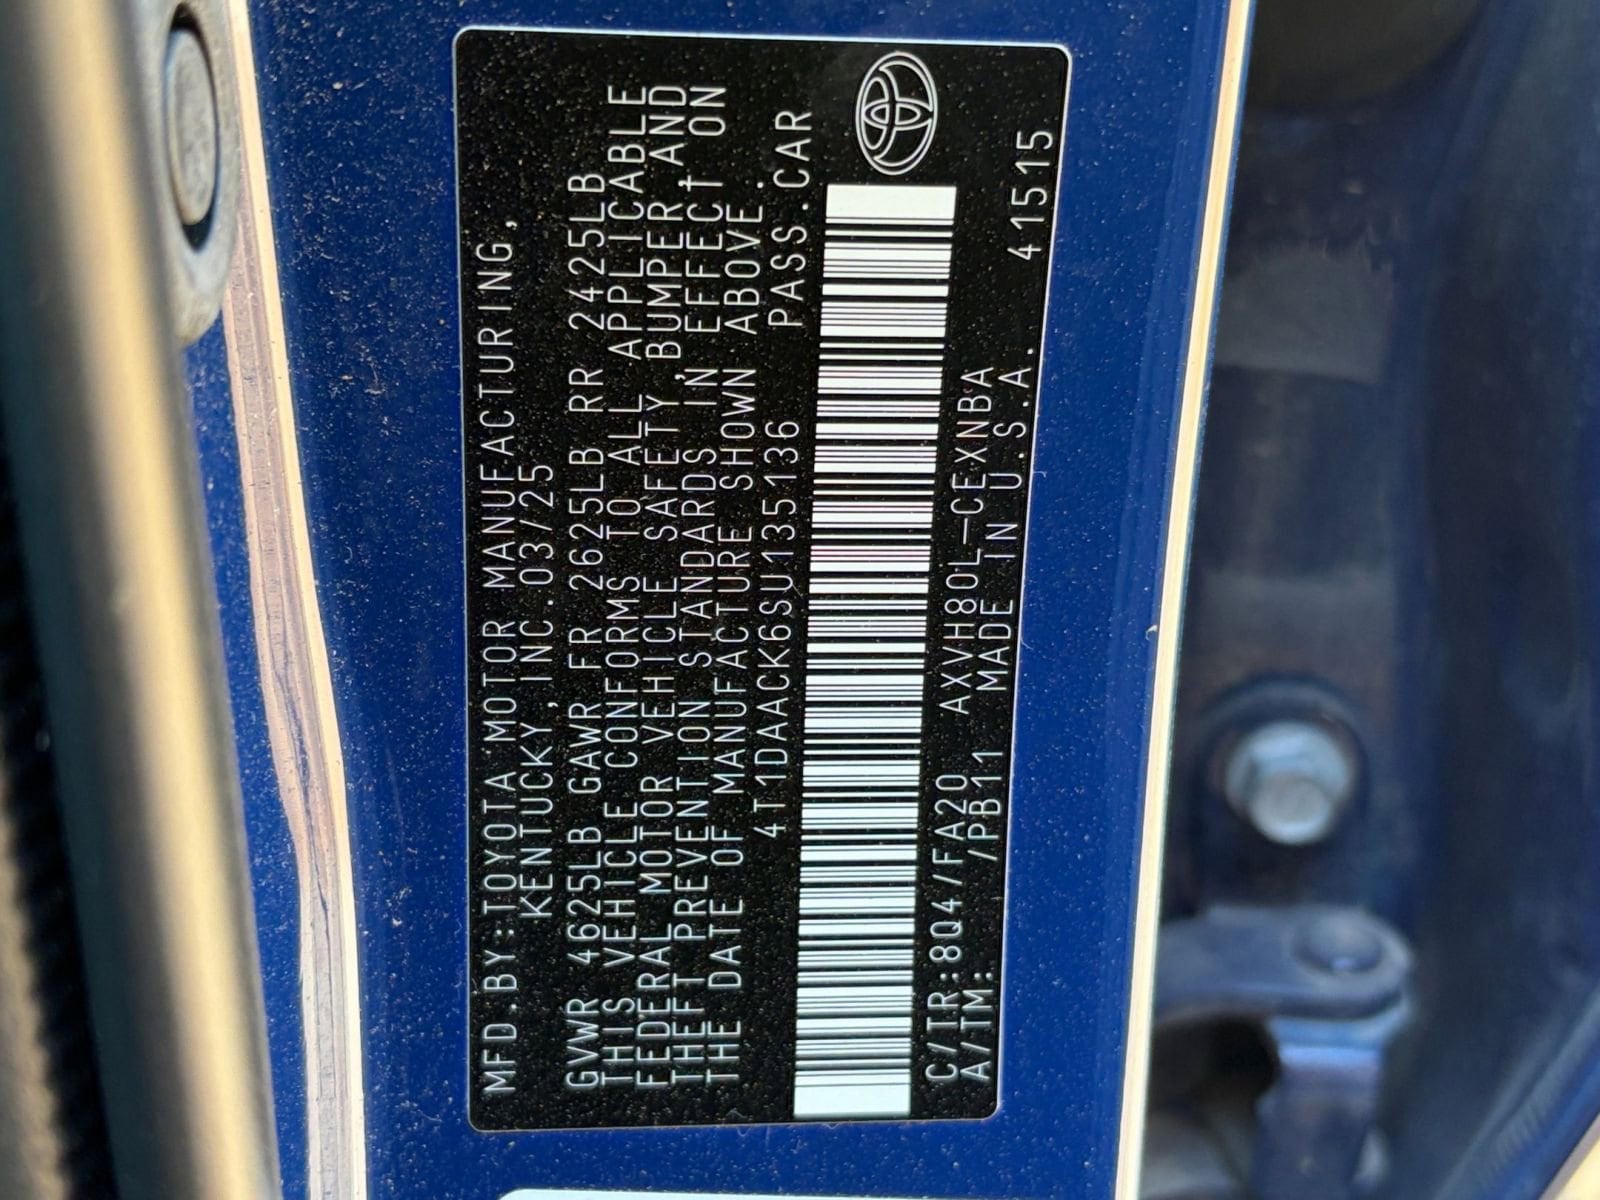 MFD.BY:TOYOTA MOTOR MANUFACTURING,
KENTUCKY,INC.03/25
GVWR 4625LB GAWR FR 2625LB RR 2425LB
THIS VEHICLE CONFORMS TO ALL APPLICABLE
FEDERAL MOTOR VEHICLE SAFETY,BUMPER,AND
THEFT PREVENTION STANDARDS IN EFFECT ON
THE DATE OF MANUFACTURE SHOWN ABOVE.
4T1DAACK6SU135136 PASS.CAR
C/TR:8Q4/FA20 AXVH80L-CEXNBA
A/TM: /PB11 MADE IN U.S.A. 41515